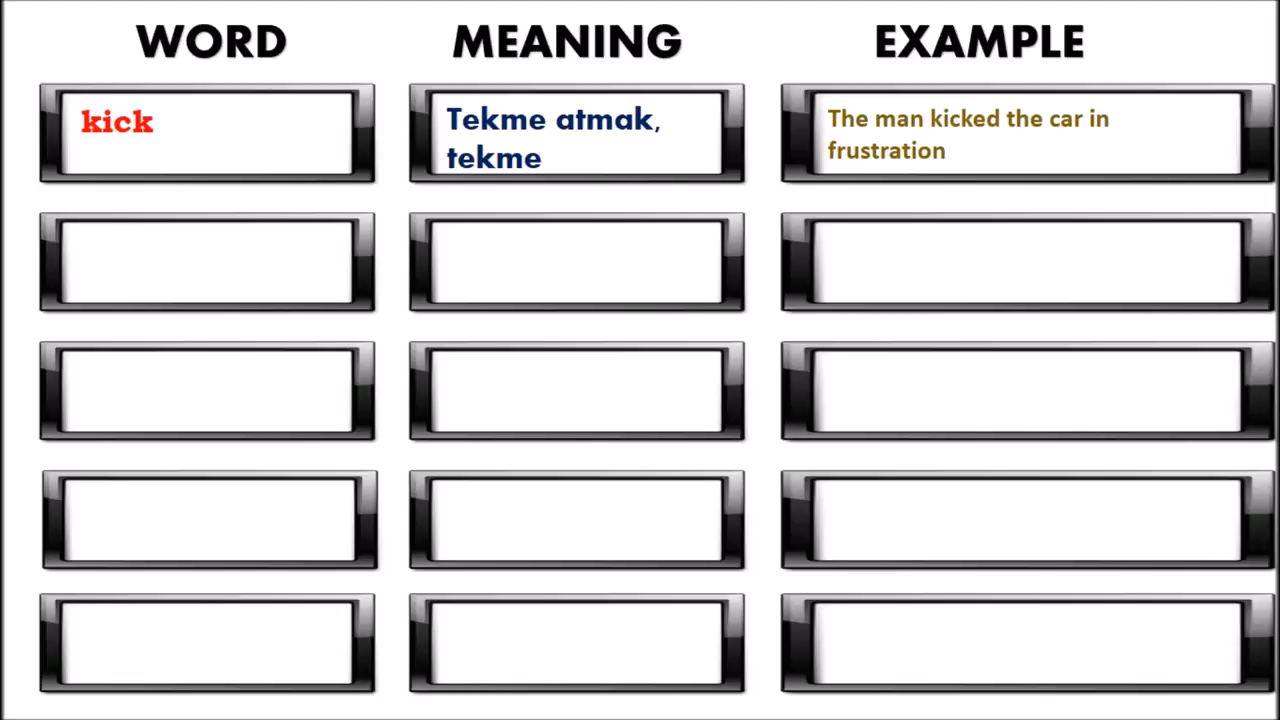 WORD MEANING EXAMPLE
kick
Tekme atmak,
tekme
The man kicked the car in
frustration